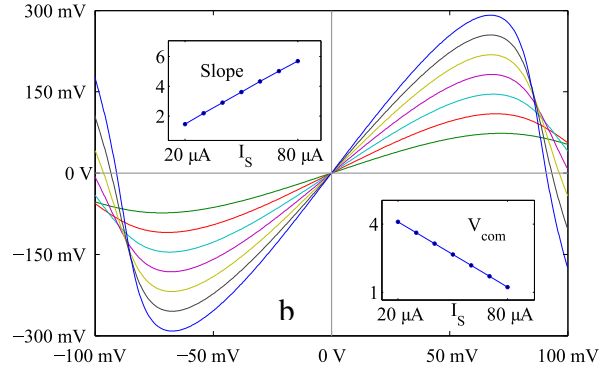 300 mV
150 mV
0 V
−150 mV
−300 mV
−100 mV
−50 mV
0 V
50 mV
100 mV
6
4
2
Slope
20 μA
I_S
80 μA
4
1
V_com
20 μA
I_S
80 μA
b